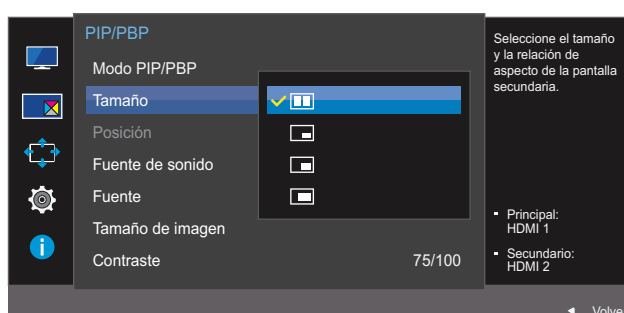 PIP/PBP
Modo PIP/PBP
Tamaño
Posición
Fuente de sonido
Fuente
Tamaño de imagen
Contraste 75/100
Seleccione el tamaño
y la relación de
aspecto de la pantalla
secundaria.
Principal:
HDMI 1
Secundario:
HDMI 2
Volve